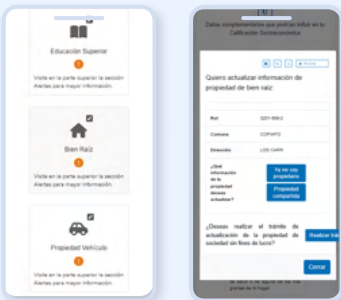 Educación Superior
Visite en la parte superior la sección
Alertas para mayor información.
Bien Raíz
Visite en la parte superior la sección
Alertas para mayor información.
Propiedad Vehículo
Visite en la parte superior la sección
Alertas para mayor información.
Datos complementarios que podrían influir en tu
Calificación Socioeconómica
Quiero actualizar información de
propiedad de bien raíz:
Rol
Comuna
COPIAPO
Dirección
¿Qué
información
de la
propiedad
deseas
actualizar?
Ya no soy
propietario
Propiedad
compartida
¿Deseas realizar el trámite de
actualización de la propiedad de
sociedad sin fines de lucro?
Realizar trá
Cerrar